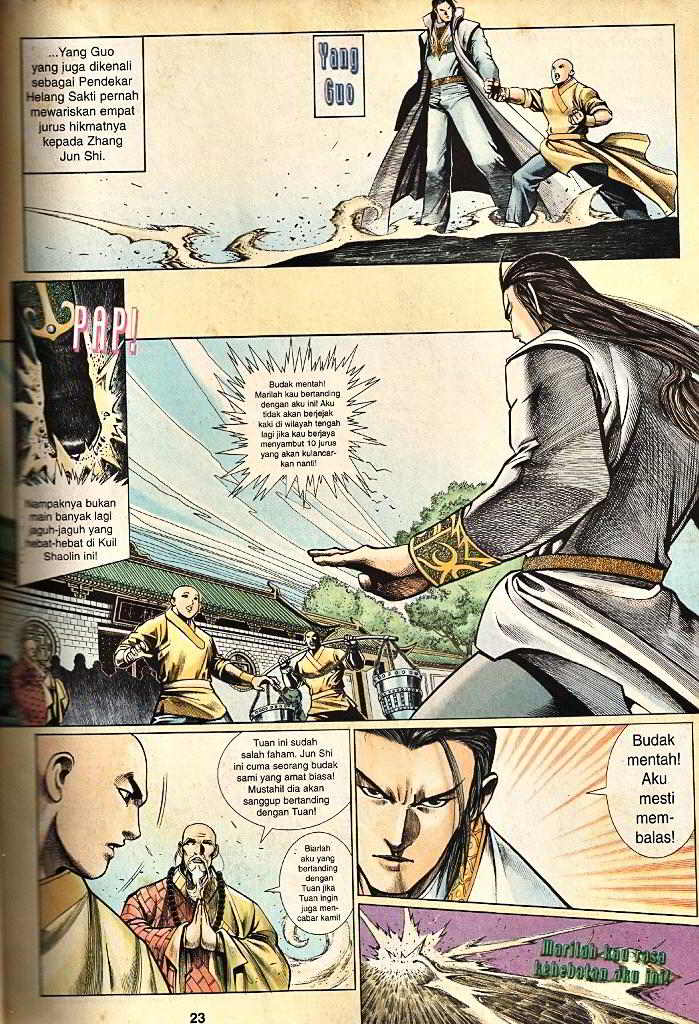 ...Yang Guo
yang juga dikenali
sebagai Pendekar
Helang Sakti pernah
mewariskan empat
jurus hikmatnya
kepada Zhang
Jun Shi.
Yang
Guo
PAP!
Nampaknya bukan
main banyak lagi
jaguh-jaguh yang
hebat-hebat di Kuil
Shaolin ini!
Budak mentah!
Marilah kau bertanding
dengan aku ini! Aku
tidak akan berjejak
kaki di wilayah tengah
lagi jika kau berjaya
menyambut 10 jurus
yang akan kulancar-
kan nanti!
Tuan ini sudah
salah faham. Jun Shi
ini cuma seorang budak
sami yang amat biasa!
Mustahil dia akan
sanggup bertanding
dengan Tuan!
Biarlah
aku yang
bertanding
dengan
Tuan jika
Tuan ingin
juga men-
cabar kami!
Budak
mentah!
Aku
mesti
mem-
balas!
Marilah kau rasa
kehebatan aku ini!
23